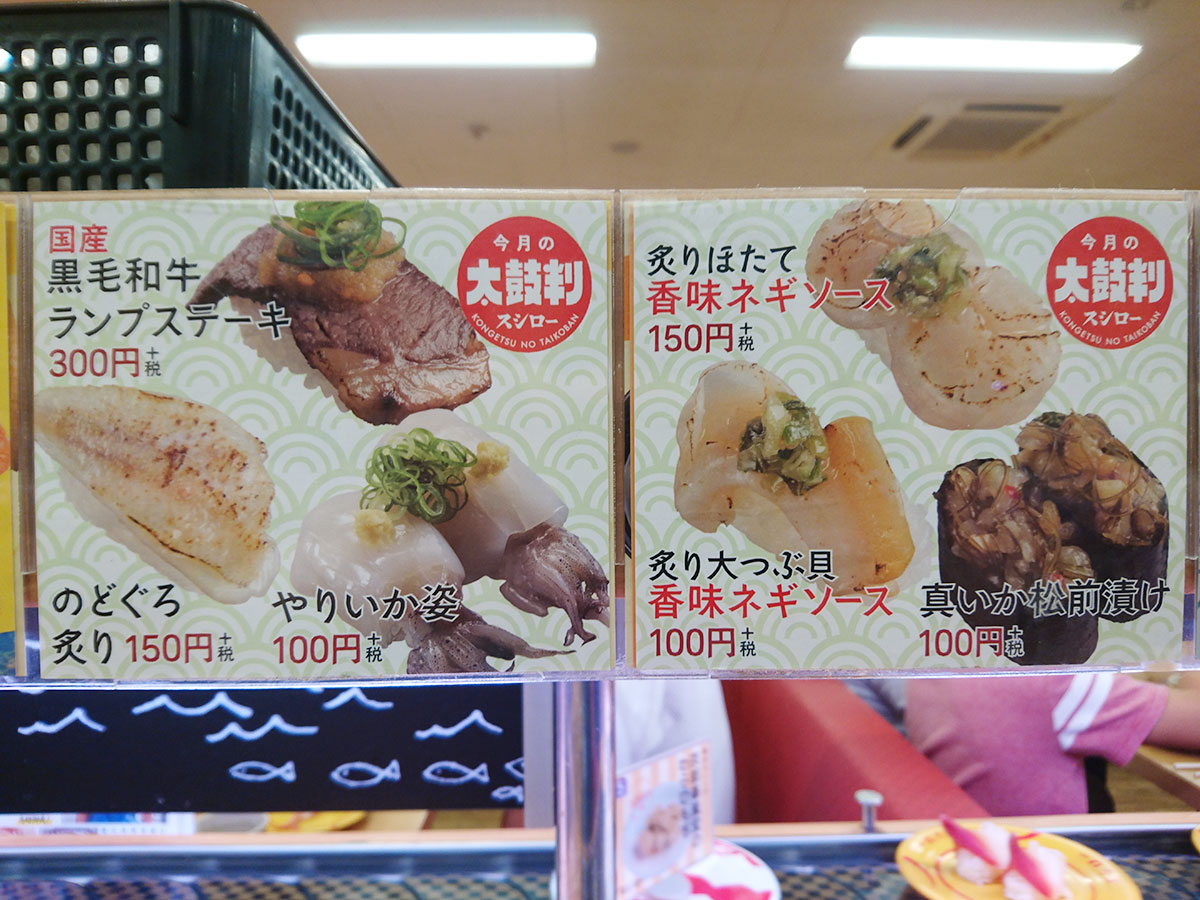 国産
黒毛和牛
ランプステーキ
300円+税
今月の
太鼓判
スシロー
KONGETSU NO TAIKOBAN
のどぐろ
炙り 150円+税
やりいか姿
100円+税
炙りほたて
香味ネギソース
150円+税
今月の
太鼓判
スシロー
KONGETSU NO TAIKOBAN
炙り大つぶ貝
香味ネギソース
100円+税
真いか松前漬け
100円+税